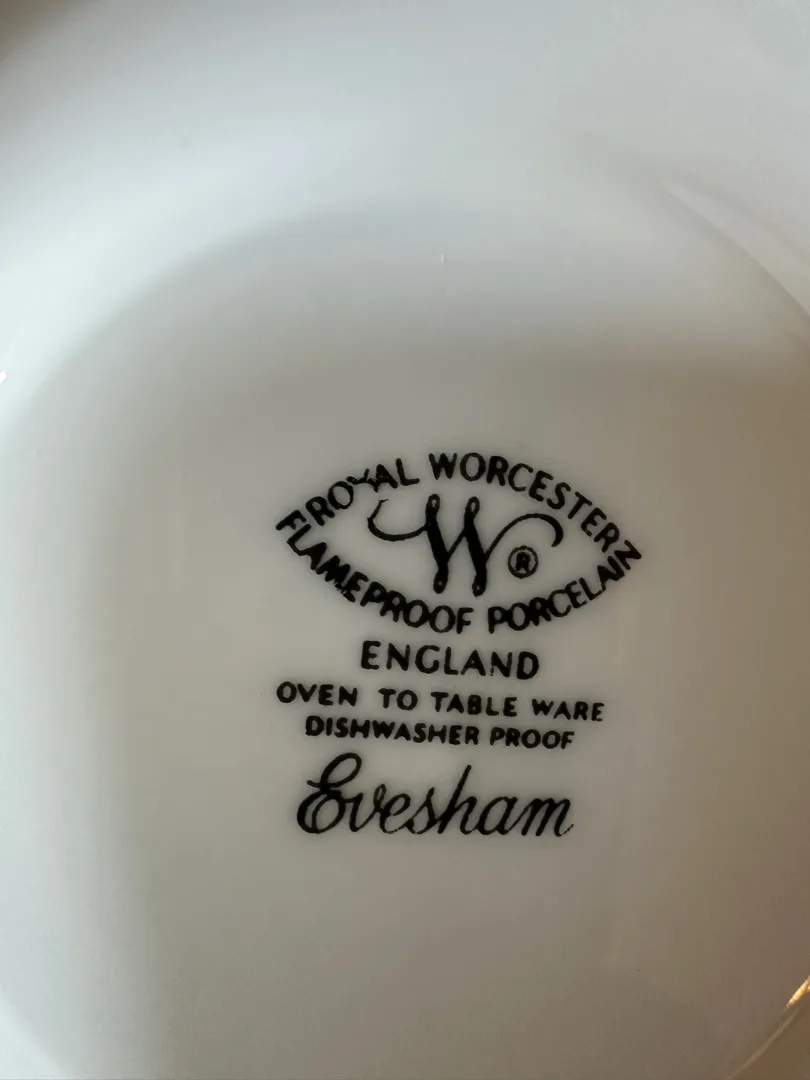 ROYAL WORCESTER
W®
FLAMEPROOF PORCELAIN
ENGLAND
OVEN TO TABLE WARE
DISHWASHER PROOF
Evesham